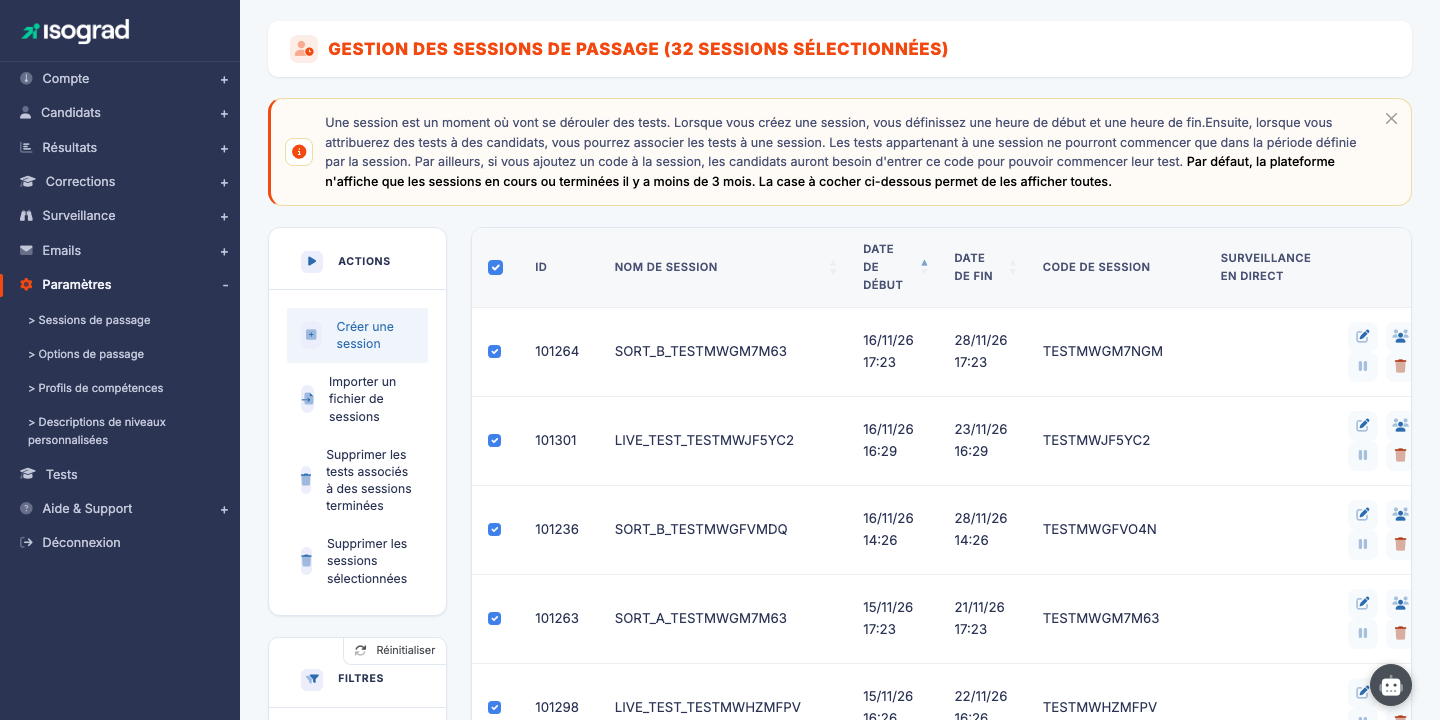 isograd
Compte +
Candidats +
Résultats +
Corrections +
Surveillance +
Emails +
Paramètres -
> Sessions de passage
> Options de passage
> Profils de compétences
> Descriptions de niveaux
personnalisées
Tests
Aide & Support +
Déconnexion
GESTION DES SESSIONS DE PASSAGE (32 SESSIONS SÉLECTIONNÉES)
Une session est un moment où vont se dérouler des tests. Lorsque vous créez une session, vous définissez une heure de début et une heure de fin.Ensuite, lorsque vous
attribuerez des tests à des candidats, vous pourrez associer les tests à une session. Les tests appartenant à une session ne pourront commencer que dans la période définie
par la session. Par ailleurs, si vous ajoutez un code à la session, les candidats auront besoin d'entrer ce code pour pouvoir commencer leur test. Par défaut, la plateforme
n'affiche que les sessions en cours ou terminées il y a moins de 3 mois. La case à cocher ci-dessous permet de les afficher toutes.
ACTIONS
Créer une
session
Importer un
fichier de
sessions
Supprimer les
tests associés
à des sessions
terminées
Supprimer les
sessions
sélectionnées
Réinitialiser
FILTRES
ID
NOM DE SESSION
DATE
DE
DÉBUT
DATE
DE FIN
CODE DE SESSION
SURVEILLANCE
EN DIRECT
101264 SORT_B_TESTMWGM7M63 16/11/26 28/11/26 TESTMWGM7NGM
17:23 17:23
101301 LIVE_TEST_TESTMWJF5YC2 16/11/26 23/11/26 TESTMWJF5YC2
16:29 16:29
101236 SORT_B_TESTMWGFVMDQ 16/11/26 28/11/26 TESTMWGFVO4N
14:26 14:26
101263 SORT_A_TESTMWGM7M63 15/11/26 21/11/26 TESTMWGM7M63
17:23 17:23
101298 LIVE_TEST_TESTMWHZMFPV 15/11/26 22/11/26 TESTMWHZMFPV
16:26 16:26